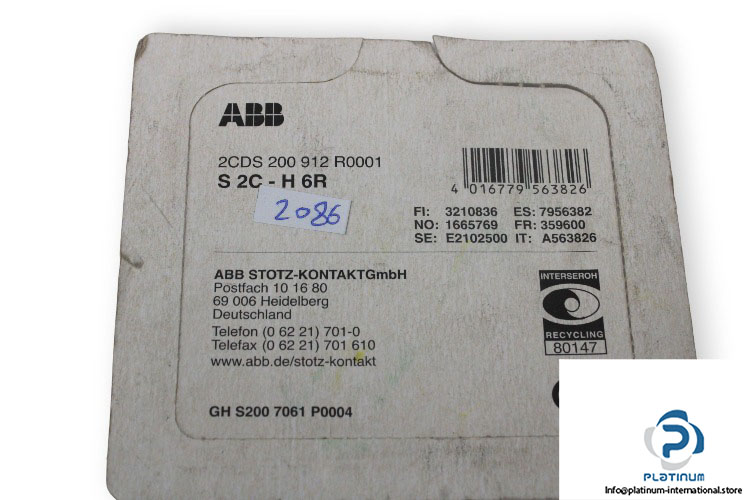 ABB
2CDS 200 912 R0001
S 2C - H 6R
2086
4 016779 563826
FI: 3210836 ES: 7956382
NO: 1665769 FR: 359600
SE: E2102500 IT: A563826
ABB STOTZ-KONTAKTGmbH
Postfach 10 16 80
69 006 Heidelberg
Deutschland
Telefon (0 62 21) 701-0
Telefax (0 62 21) 701 610
www.abb.de/stotz-kontakt
INTERSEROH
RECYCLING
80147
GH S200 7061 P0004
PLATINUM
Info@platinum-international.store